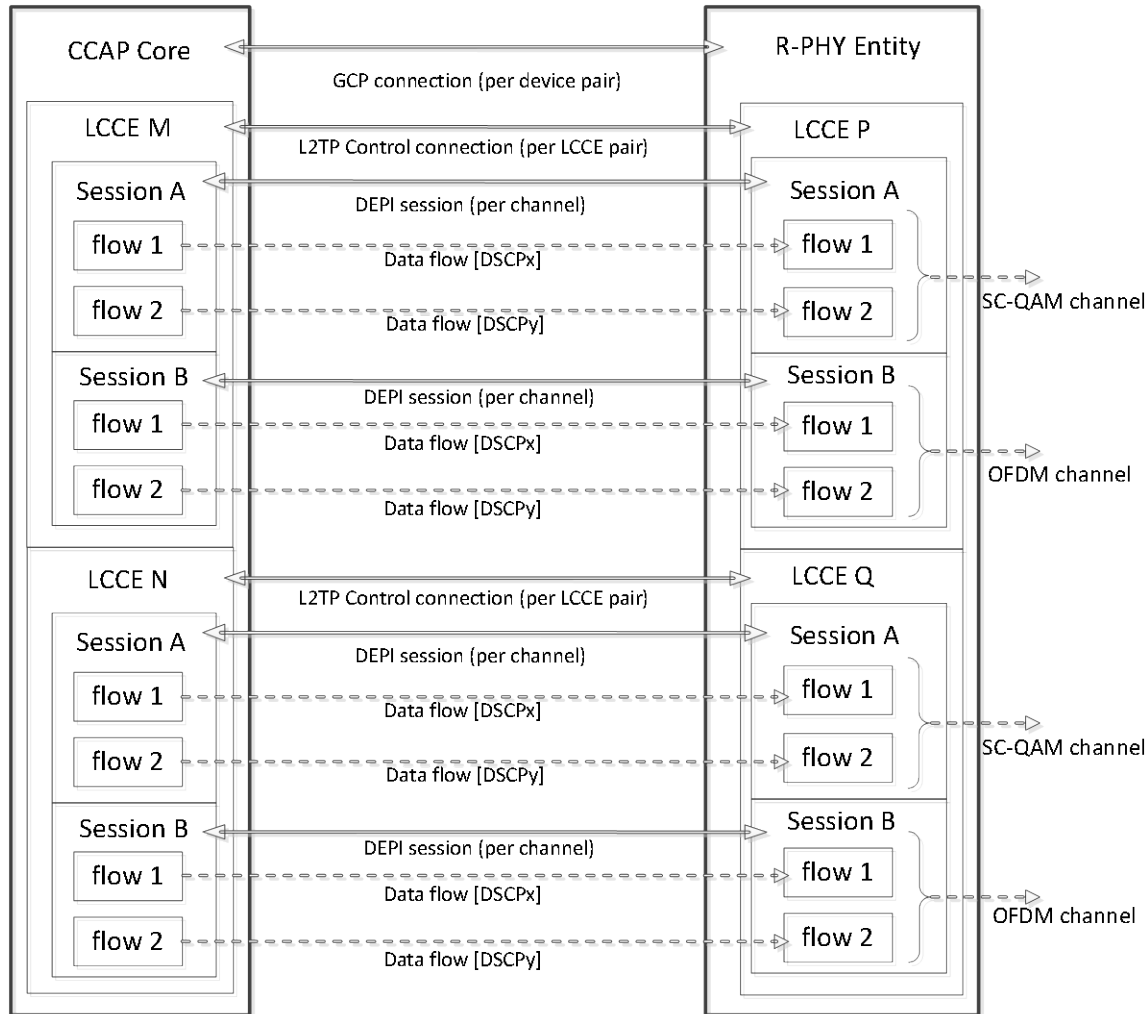 CCAP Core
R-PHY Entity
GCP connection (per device pair)
LCCE M
LCCE P
L2TP Control connection (per LCCE pair)
Session A
Session A
DEPI session (per channel)
flow 1
flow 1
Data flow [DSCPx]
SC-QAM channel
flow 2
flow 2
Data flow [DSCPy]
Session B
Session B
DEPI session (per channel)
flow 1
flow 1
Data flow [DSCPx]
OFDM channel
flow 2
flow 2
Data flow [DSCPy]
LCCE N
LCCE Q
L2TP Control connection (per LCCE pair)
Session A
Session A
DEPI session (per channel)
flow 1
flow 1
Data flow [DSCPx]
SC-QAM channel
flow 2
flow 2
Data flow [DSCPy]
Session B
Session B
DEPI session (per channel)
flow 1
flow 1
Data flow [DSCPx]
OFDM channel
flow 2
flow 2
Data flow [DSCPy]